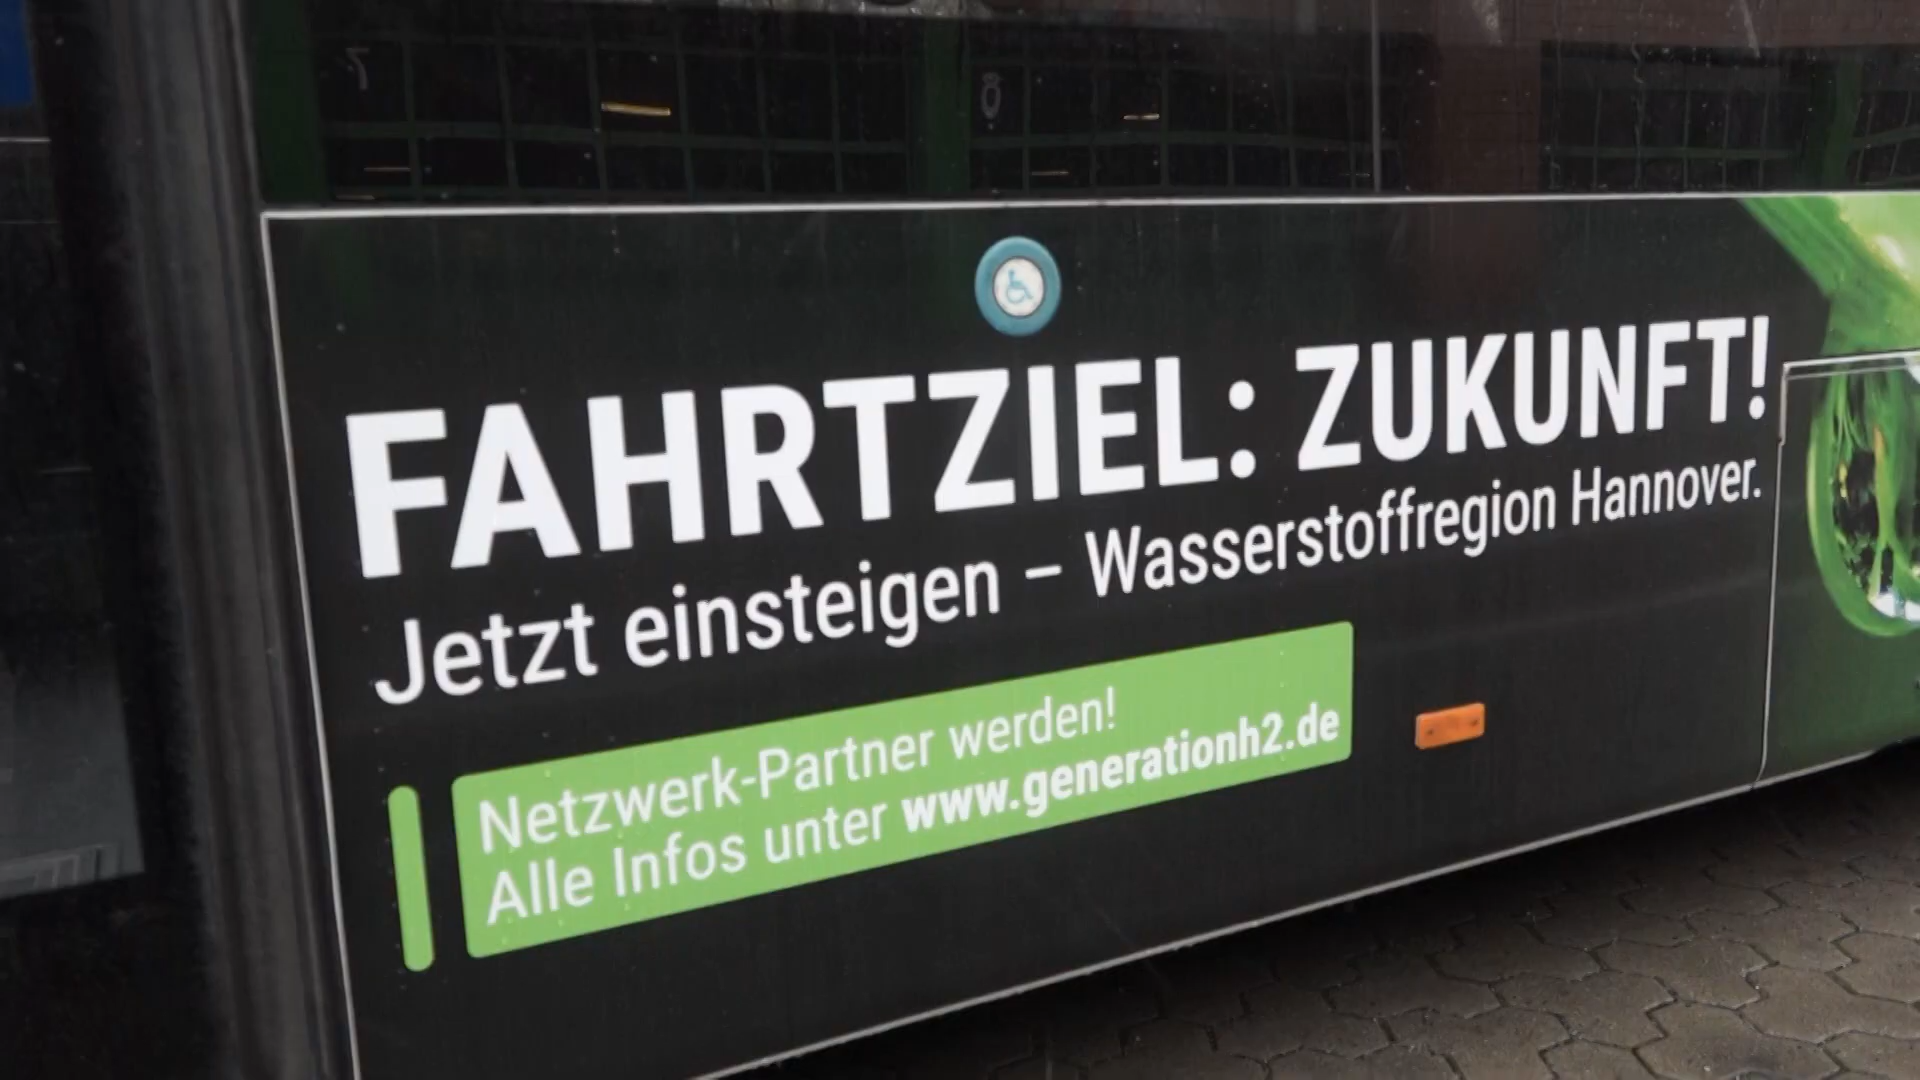 FAHRTZIEL: ZUKUNFT!
Jetzt einsteigen – Wasserstoffregion Hannover.
Netzwerk-Partner werden!
Alle Infos unter www.generationh2.de